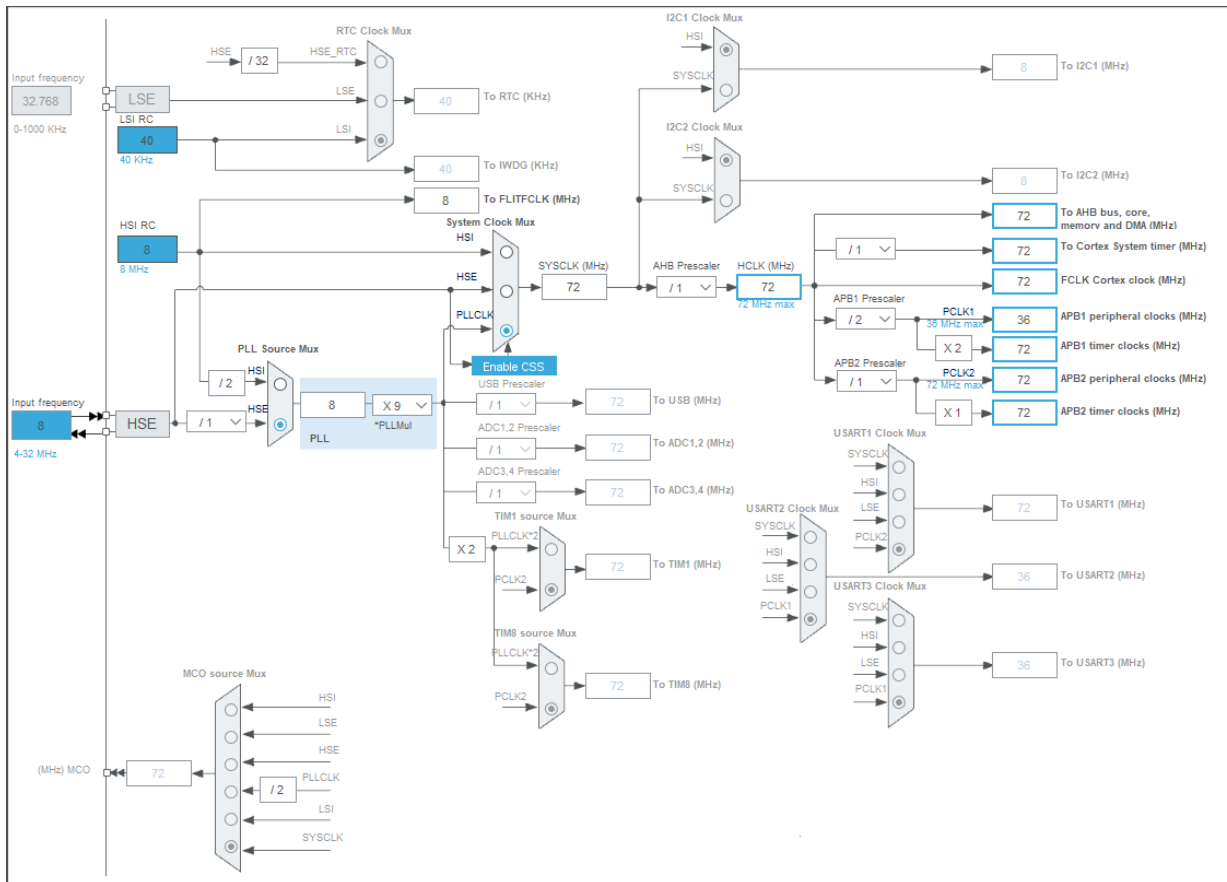 RTC Clock Mux
HSE
/ 32
HSE_RTC
Input frequency
32.768
0-1000 KHz
LSE
LSE
40
To RTC (KHz)
LSI RC
40
40 KHz
LSI
40
To IWDG (KHz)
8
To FLITFCLK (MHz)
HSI RC
8
8 MHz
I2C1 Clock Mux
HSI
SYSCLK
8
To I2C1 (MHz)
I2C2 Clock Mux
HSI
SYSCLK
8
To I2C2 (MHz)
System Clock Mux
HSI
HSE
PLLCLK
Enable CSS
SYSCLK (MHz)
72
AHB Prescaler
/ 1
HCLK (MHz)
72
72 MHz max
72
To AHB bus, core,
memory and DMA (MHz)
/ 1
72
To Cortex System timer (MHz)
72
FCLK Cortex clock (MHz)
APB1 Prescaler
/ 2
PCLK1
36 MHz max
36
APB1 peripheral clocks (MHz)
X 2
72
APB1 timer clocks (MHz)
APB2 Prescaler
/ 1
PCLK2
72 MHz max
72
APB2 peripheral clocks (MHz)
X 1
72
APB2 timer clocks (MHz)
PLL Source Mux
/ 2
HSI
Input frequency
8
4-32 MHz
HSE
/ 1
HSE
8
X 9
*PLLMul
PLL
USB Prescaler
/ 1
72
To USB (MHz)
ADC1,2 Prescaler
/ 1
72
To ADC1,2 (MHz)
ADC3,4 Prescaler
/ 1
72
To ADC3,4 (MHz)
TIM1 source Mux
X 2
PLLCLK*2
PCLK2
72
To TIM1 (MHz)
TIM8 source Mux
PLLCLK*2
PCLK2
72
To TIM8 (MHz)
USART1 Clock Mux
SYSCLK
HSI
LSE
PCLK2
72
To USART1 (MHz)
USART2 Clock Mux
SYSCLK
HSI
LSE
PCLK1
36
To USART2 (MHz)
USART3 Clock Mux
SYSCLK
HSI
LSE
PCLK1
36
To USART3 (MHz)
MCO source Mux
HSI
LSE
HSE
PLLCLK
/ 2
LSI
SYSCLK
(MHz) MCO
72